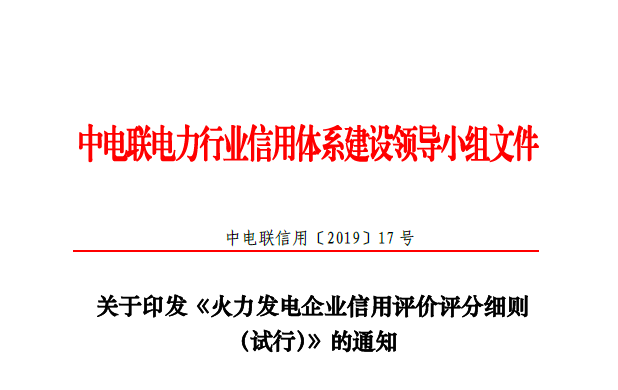 中电联电力行业信用体系建设领导小组文件
中电联信用〔2019〕17 号
关于印发《火力发电企业信用评价评分细则
(试行)》的通知